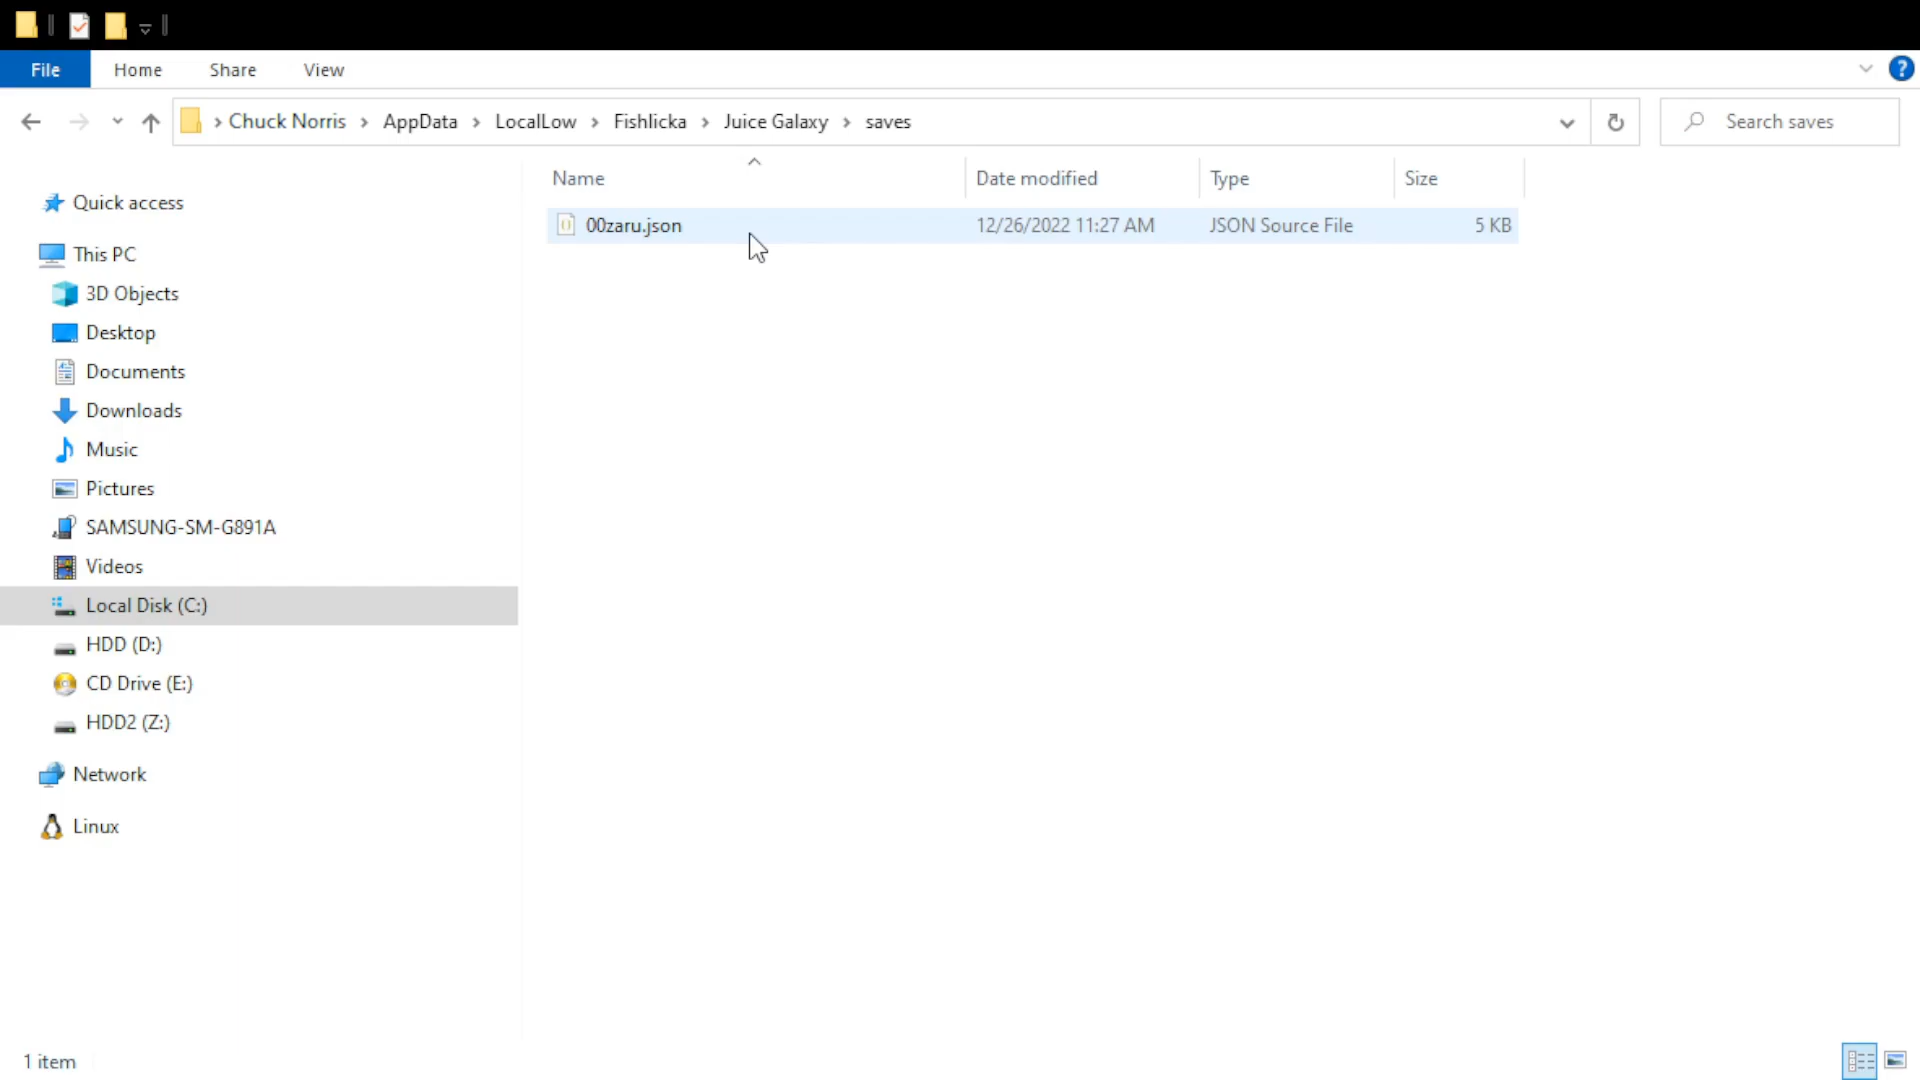 File Home Share View
Chuck Norris AppData LocalLow Fishlicka Juice Galaxy saves Search saves
Name Date modified Type Size
00zaru.json 12/26/2022 11:27 AM JSON Source File 5 KB
Quick access
This PC
3D Objects
Desktop
Documents
Downloads
Music
Pictures
SAMSUNG-SM-G891A
Videos
Local Disk (C:)
HDD (D:)
CD Drive (E:)
HDD2 (Z:)
Network
Linux
1 item